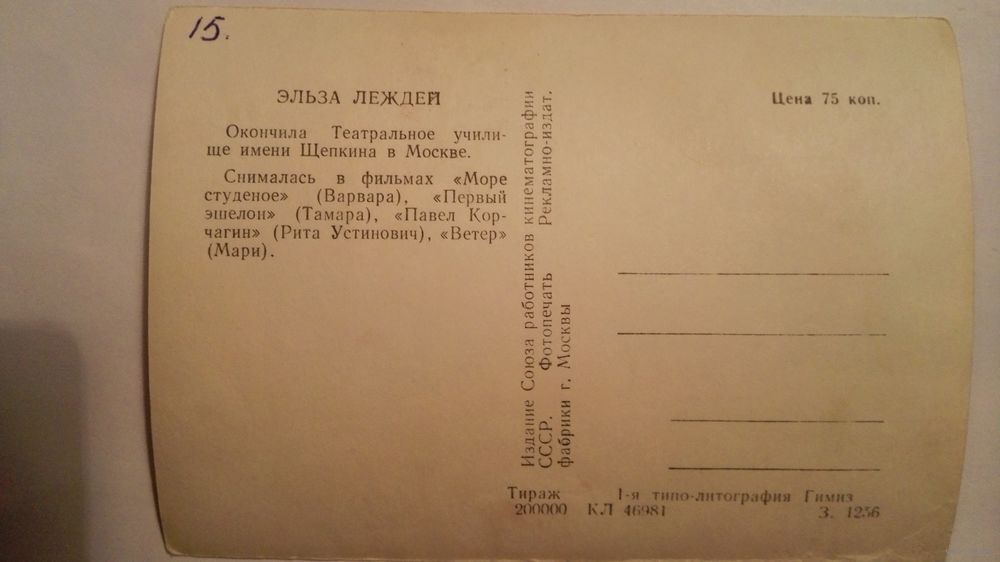 15.
ЭЛЬЗА ЛЕЖДЕЙ
Окончила Театральное учили-
ще имени Щепкина в Москве.
Снималась в фильмах «Море
студеное» (Варвара), «Первый
эшелон» (Тамара), «Павел Кор-
чагин» (Рита Устинович), «Ветер»
(Мари).
Издание Союза работников кинематографии
СССР. Фотопечать Рекламно-издат.
фабрики г. Москвы
Цена 75 коп.
Тираж 1-я типо-литография Гимиз
200000 КЛ 46981 З. 1256